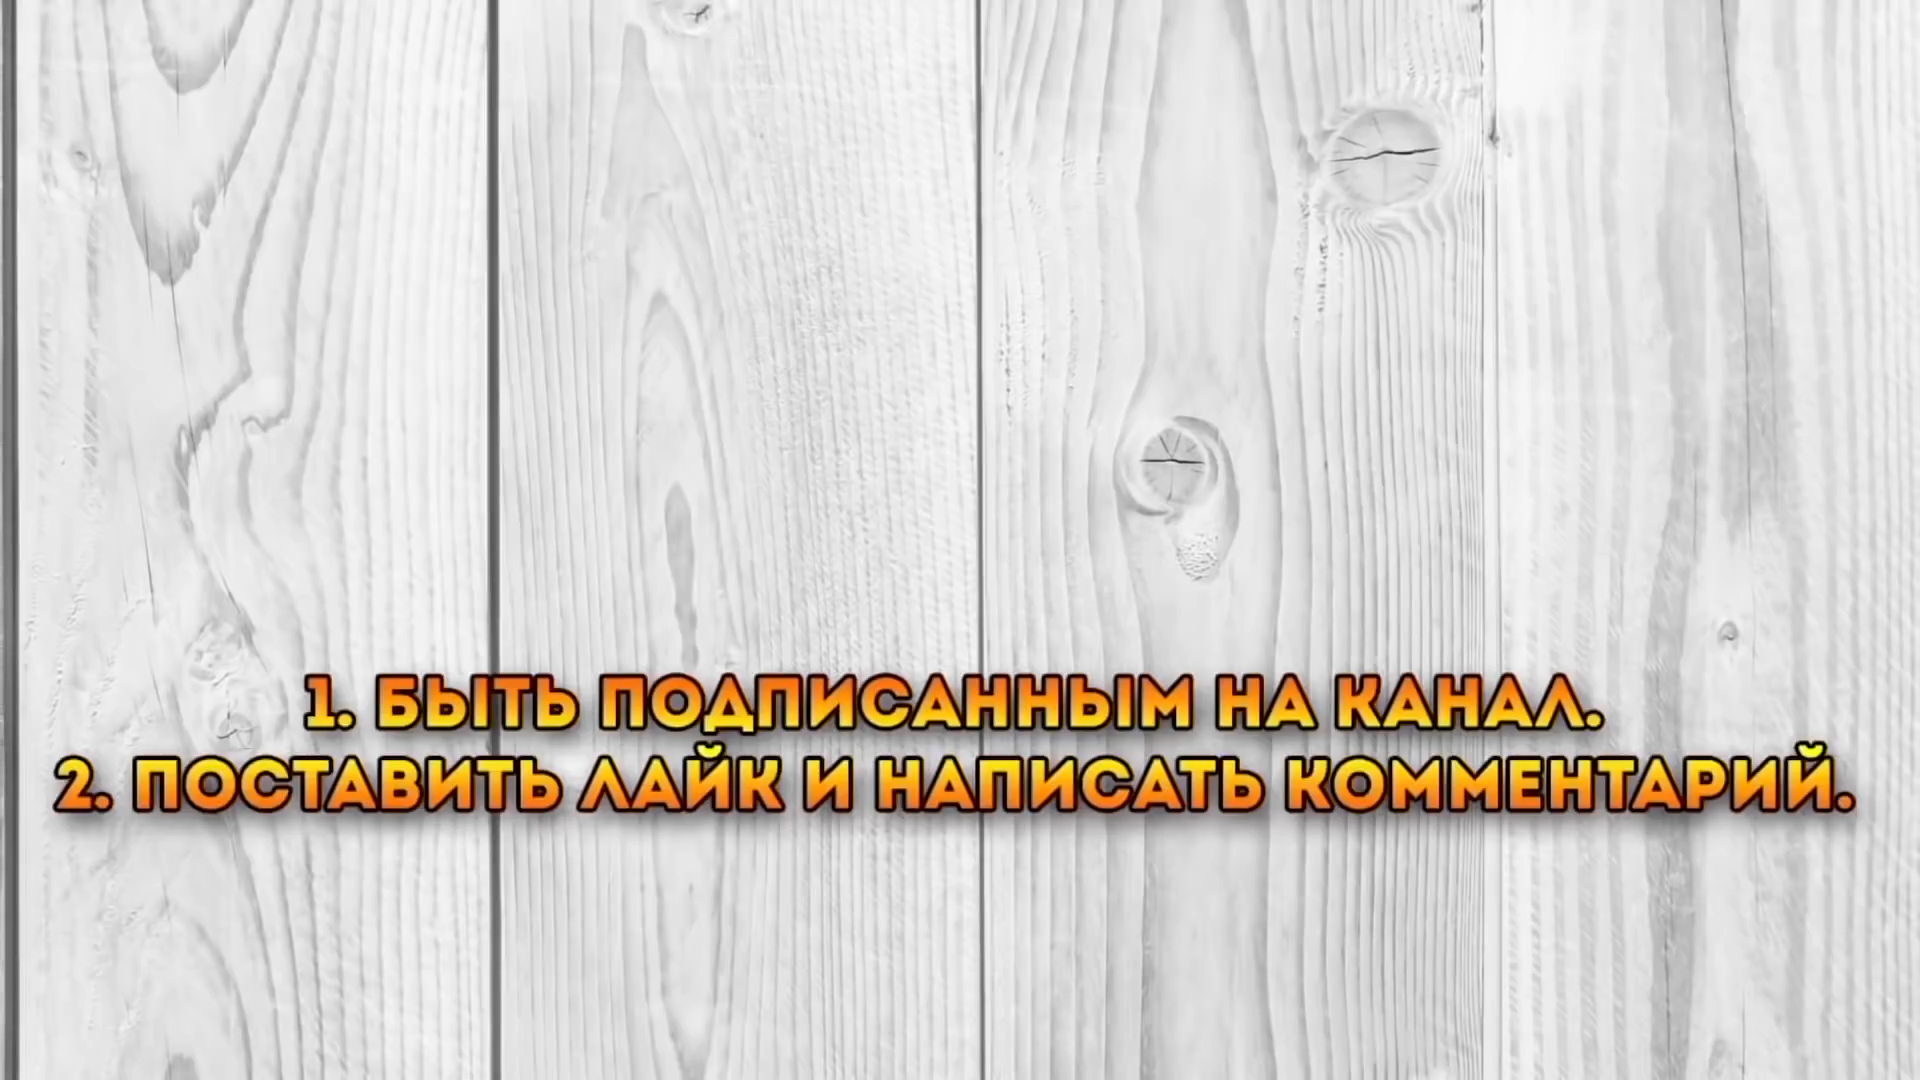 1. БЫТЬ ПОДПИСАННЫМ НА КАНАЛ.
2. ПОСТАВИТЬ ЛАЙК И НАПИСАТЬ КОММЕНТАРИЙ.